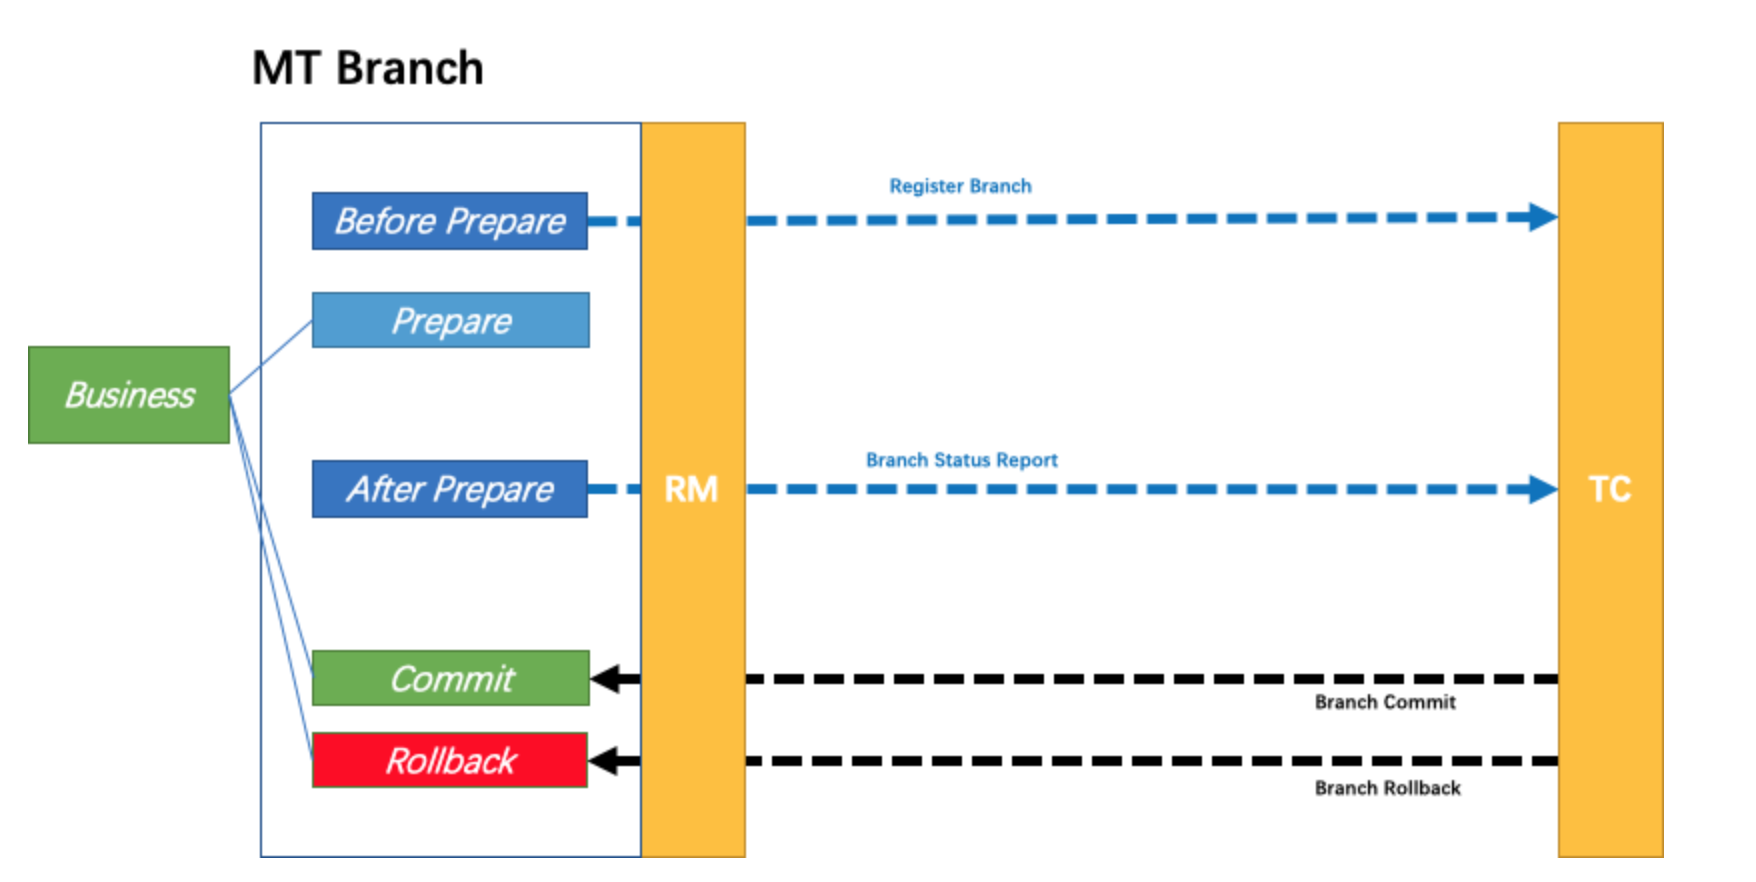 MT Branch
Register Branch
Before Prepare
Prepare
Business
Branch Status Report
After Prepare
RM
TC
Commit
Branch Commit
Rollback
Branch Rollback